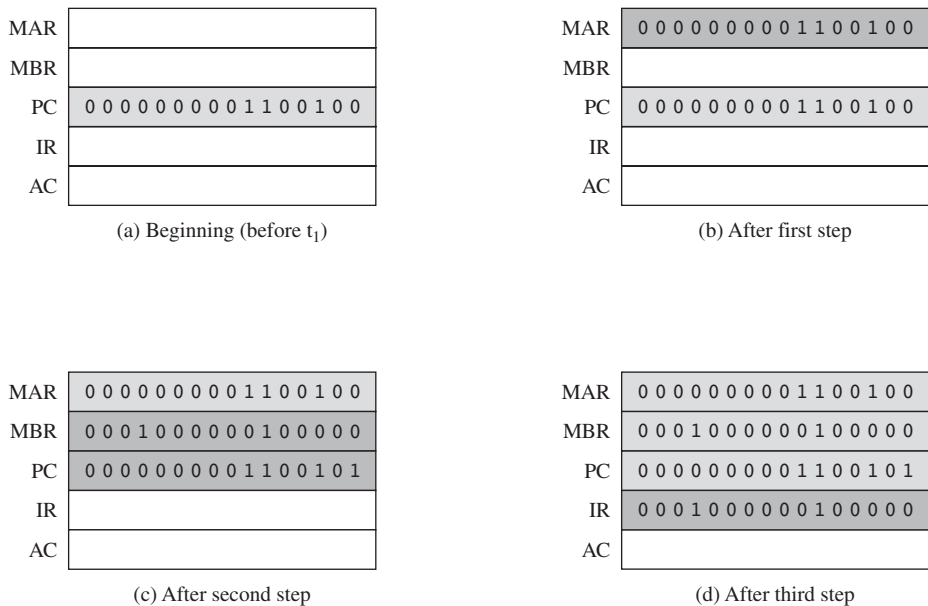 MAR
MBR
PC 0 0 0 0 0 0 0 0 0 1 1 0 0 1 0 0
IR
AC
(a) Beginning (before t1)
MAR 0 0 0 0 0 0 0 0 0 1 1 0 0 1 0 0
MBR
PC 0 0 0 0 0 0 0 0 0 1 1 0 0 1 0 0
IR
AC
(b) After first step
MAR 0 0 0 0 0 0 0 0 0 1 1 0 0 1 0 0
MBR 0 0 0 1 0 0 0 0 0 0 1 0 0 0 0 0
PC 0 0 0 0 0 0 0 0 0 1 1 0 0 1 0 1
IR
AC
(c) After second step
MAR 0 0 0 0 0 0 0 0 0 1 1 0 0 1 0 0
MBR 0 0 0 1 0 0 0 0 0 0 1 0 0 0 0 0
PC 0 0 0 0 0 0 0 0 0 1 1 0 0 1 0 1
IR 0 0 0 1 0 0 0 0 0 0 1 0 0 0 0 0
AC
(d) After third step